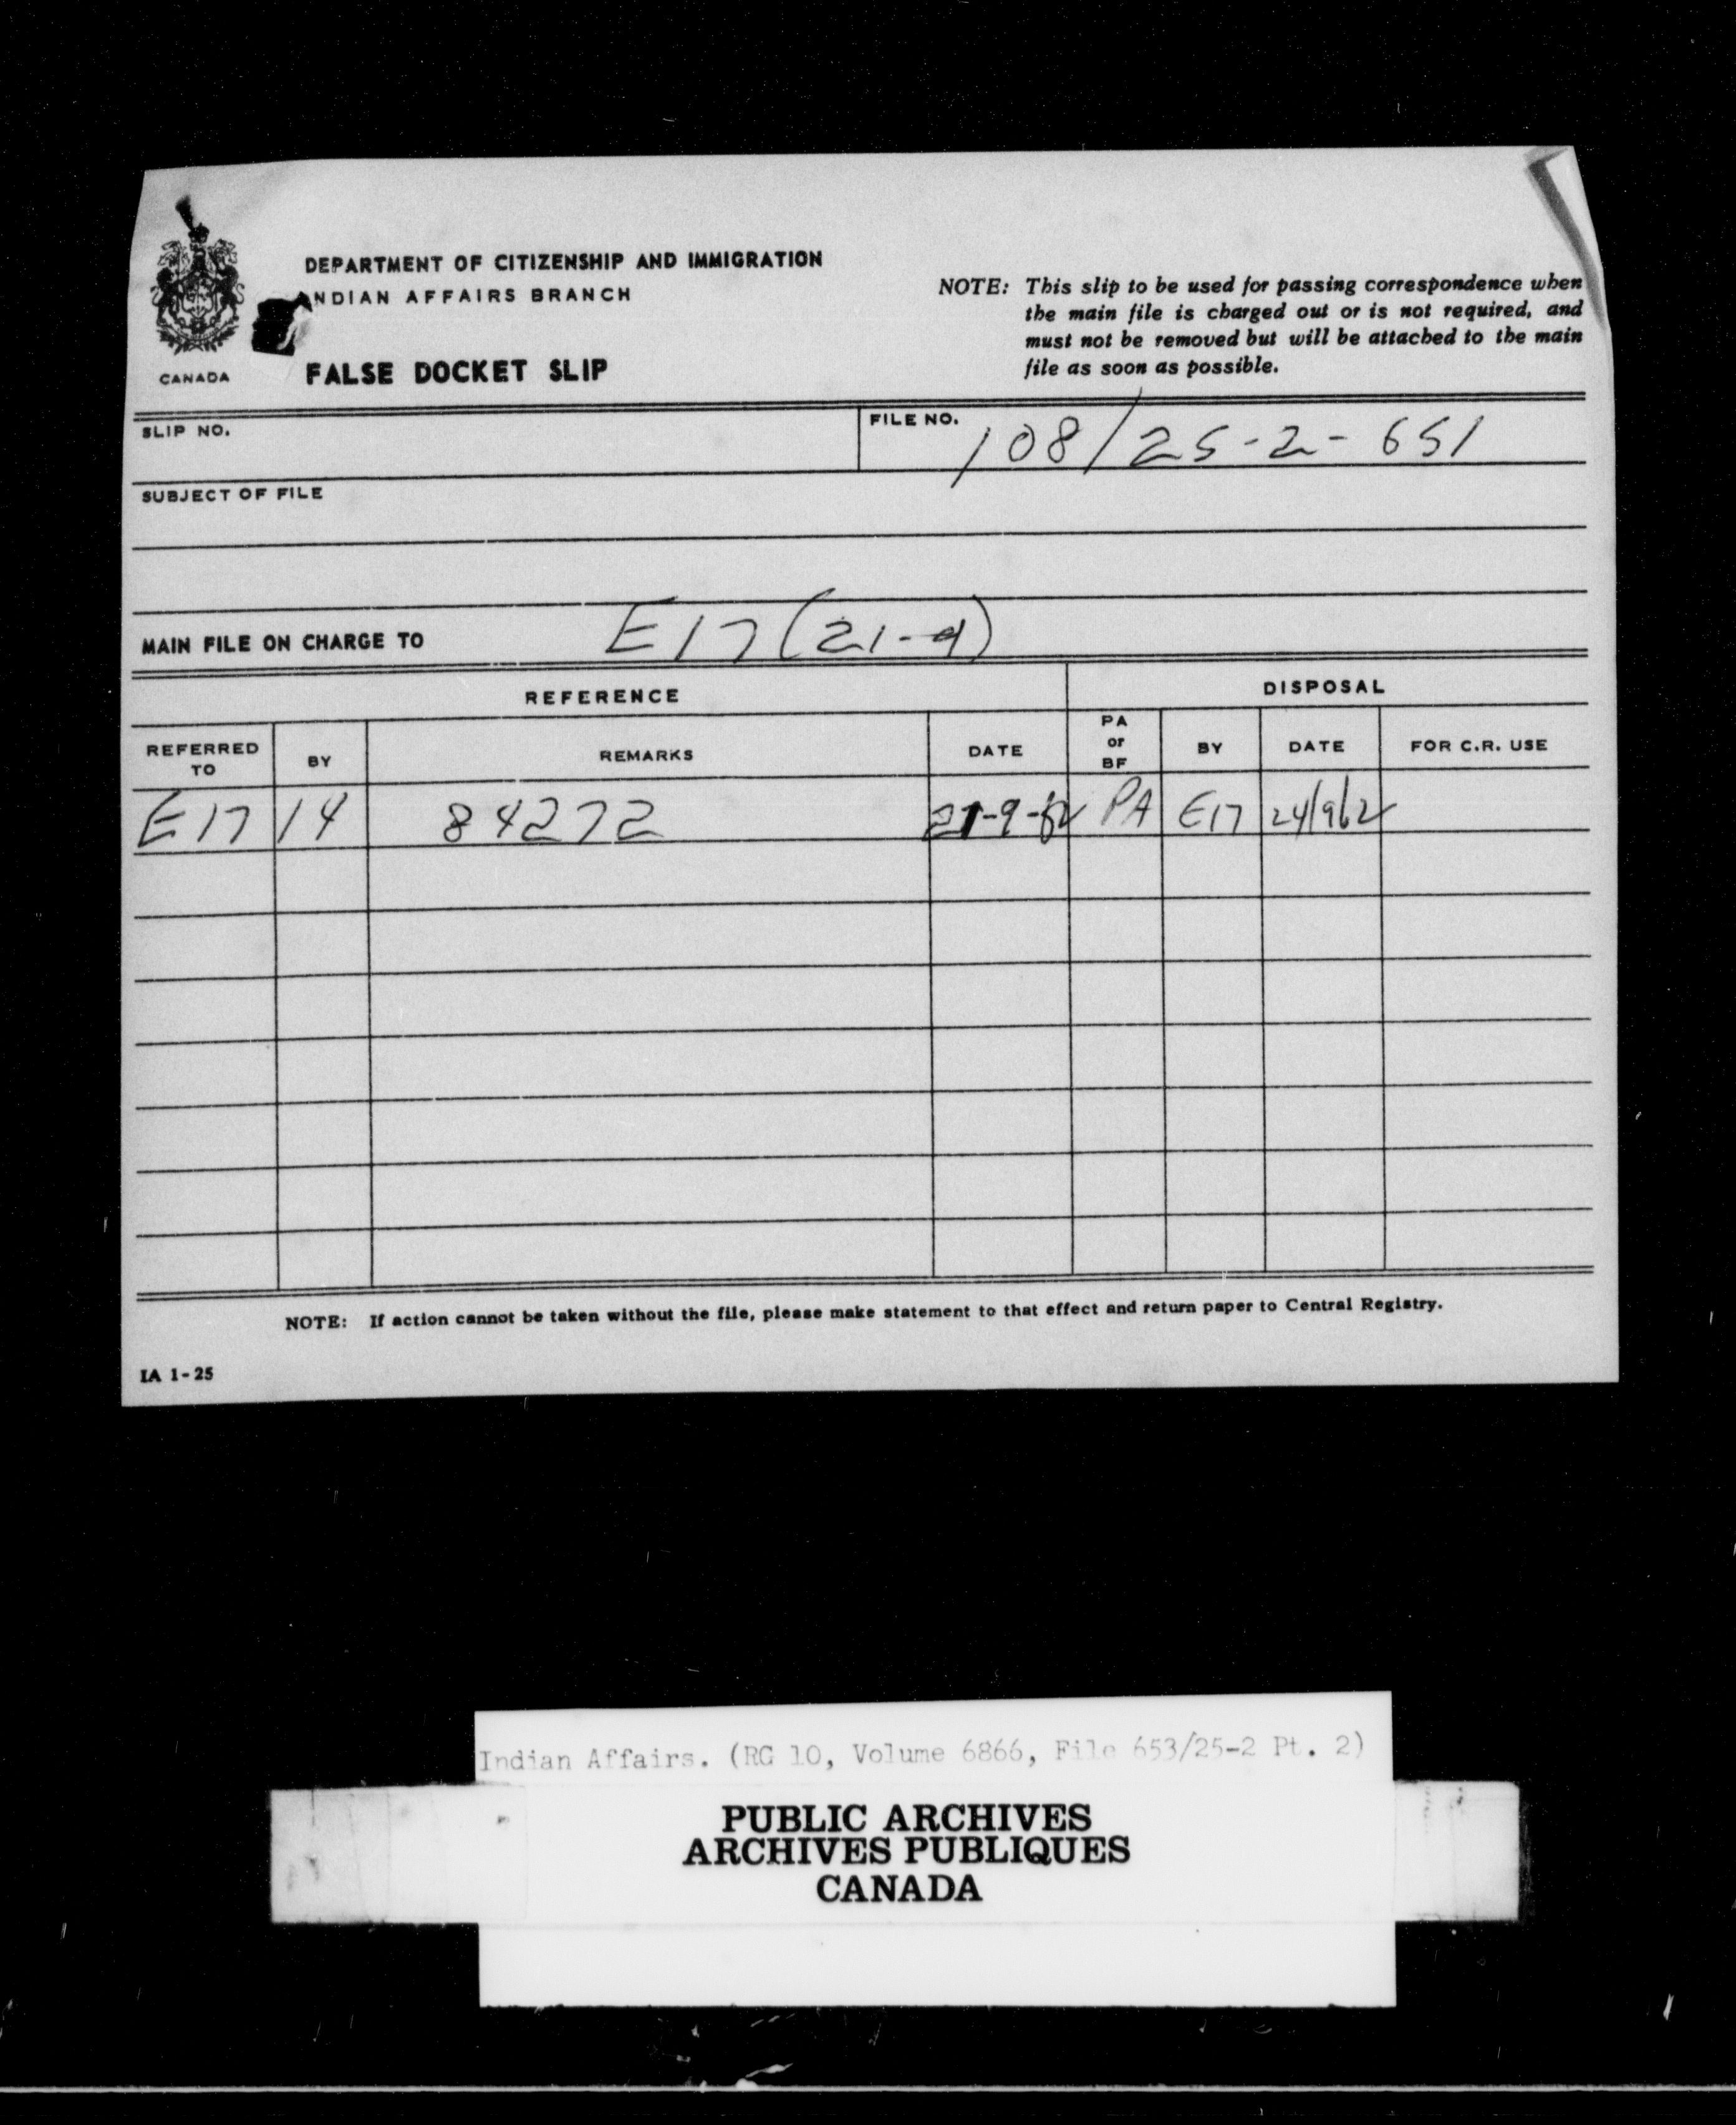 DEPARTMENT OF CITIZENSHIP AND IMMIGRATION
INDIAN AFFAIRS BRANCH
CANADA
FALSE DOCKET SLIP
NOTE: This slip to be used for passing correspondence when
the main file is charged out or is not required, and
must not be removed but will be attached to the main
file as soon as possible.
SLIP NO.
FILE NO. 108/25-2-651
SUBJECT OF FILE
MAIN FILE ON CHARGE TO E17 (21-9)
REFERENCE DISPOSAL
REFERRED TO BY REMARKS DATE PA or BF BY DATE FOR C.R. USE
E17 14 84272 21-9-62 PA E17 24/9/62
NOTE: If action cannot be taken without the file, please make statement to that effect and return paper to Central Registry.
IA 1-25
Indian Affairs. (RG 10, Volume 6866, File 653/25-2 Pt. 2)
PUBLIC ARCHIVES
ARCHIVES PUBLIQUES
CANADA